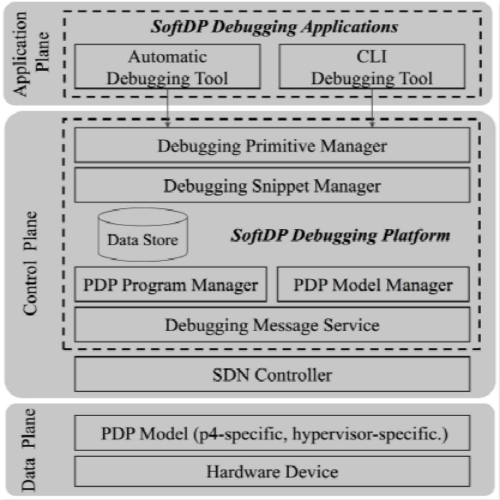 Application
Plane
SoftDP Debugging Applications
Automatic
Debugging Tool
CLI
Debugging Tool
Control Plane
Debugging Primitive Manager
Debugging Snippet Manager
Data Store
SoftDP Debugging Platform
PDP Program Manager
PDP Model Manager
Debugging Message Service
SDN Controller
Data Plane
PDP Model (p4-specific, hypervisor-specific.)
Hardware Device